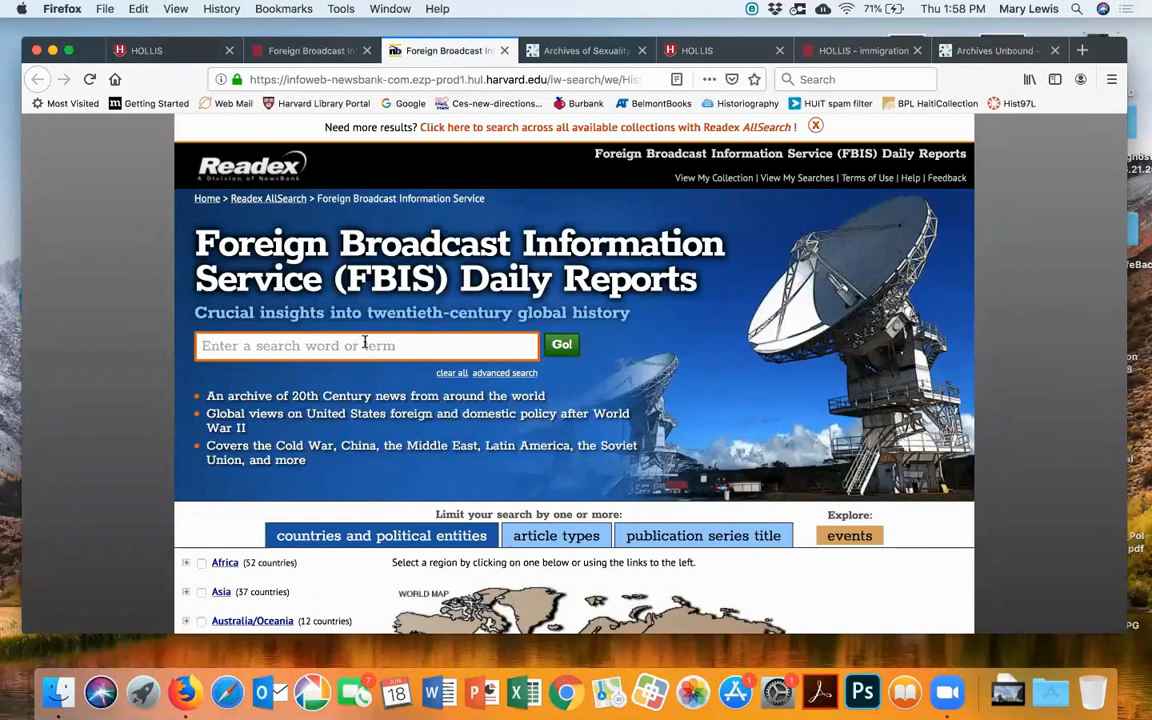 Firefox File Edit View History Bookmarks Tools Window Help 71% Thu 1:58 PM Mary Lewis
HOLLIS Foreign Broadcast In Foreign Broadcast In Archives of Sexuality HOLLIS HOLLIS - immigration Archives Unbound -
https://infoweb-newsbank-com.ezp-prod1.hul.harvard.edu/iw-search/we/His Search
Most Visited Getting Started Web Mail Harvard Library Portal Google Ces-new-directions... Burbank BelmontBooks Historiography HUIT spam filter BPL HaitiCollection Hist97L
Need more results? Click here to search across all available collections with Readex AllSearch !
Readex
A Division of NewsBank
Foreign Broadcast Information Service (FBIS) Daily Reports
View My Collection | View My Searches | Terms of Use | Help | Feedback
Home > Readex AllSearch > Foreign Broadcast Information Service
Foreign Broadcast Information
Service (FBIS) Daily Reports
Crucial insights into twentieth-century global history
Enter a search word or term Go!
clear all advanced search
An archive of 20th Century news from around the world
Global views on United States foreign and domestic policy after World
War II
Covers the Cold War, China, the Middle East, Latin America, the Soviet
Union, and more
Limit your search by one or more: Explore:
countries and political entities article types publication series title events
Africa (52 countries) Select a region by clicking on one below or using the links to the left.
Asia (37 countries) WORLD MAP
Australia/Oceania (12 countries)
7 JUN 18 1 1